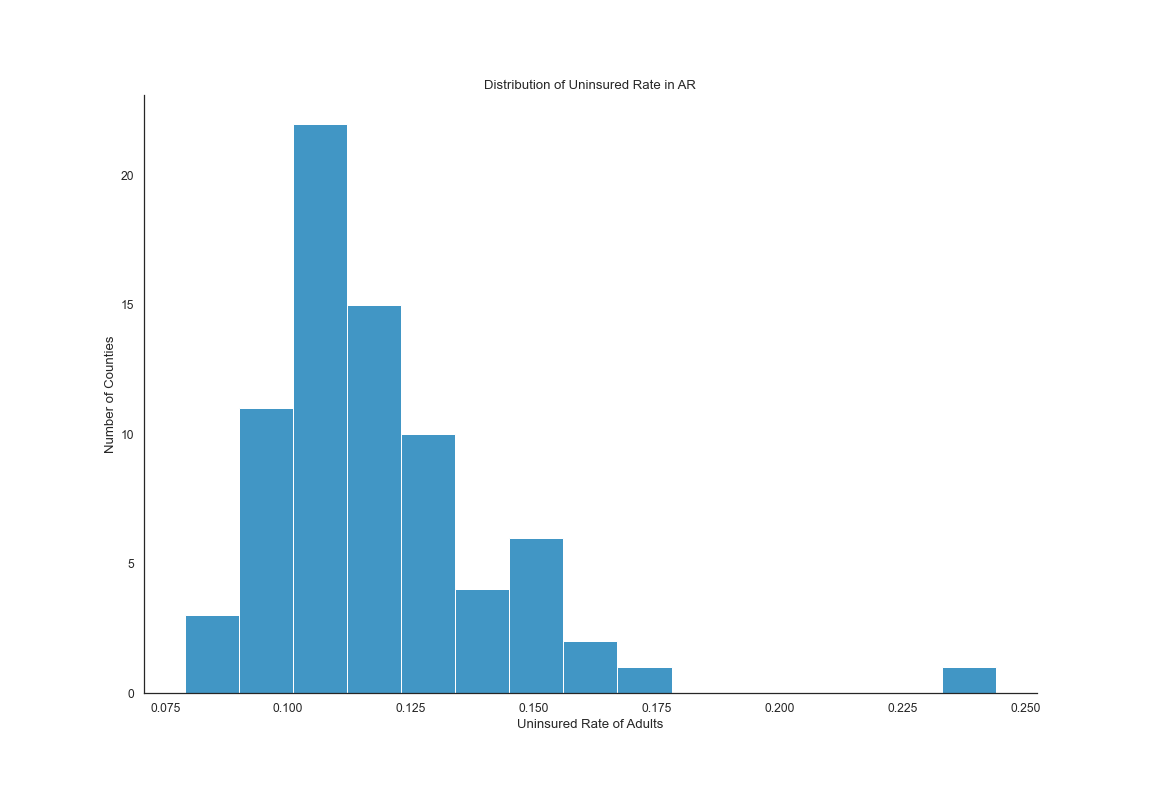 Distribution of Uninsured Rate in AR
20
15
10
5
0
Number of Counties
0.075 0.100 0.125 0.150 0.175 0.200 0.225 0.250
Uninsured Rate of Adults